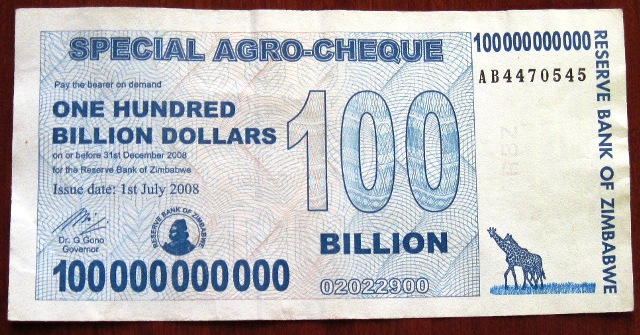 SPECIAL AGRO-CHEQUE
100000000000
AB4470545
Pay the bearer on demand
ONE HUNDRED
BILLION DOLLARS
on or before 31st December 2008
for the Reserve Bank of Zimbabwe
Issue date: 1st July 2008
100
BILLION
Dr. G Gono
Governor
RESERVE BANK OF ZIMBABWE
100000000000
02022900
RESERVE BANK OF ZIMBABWE